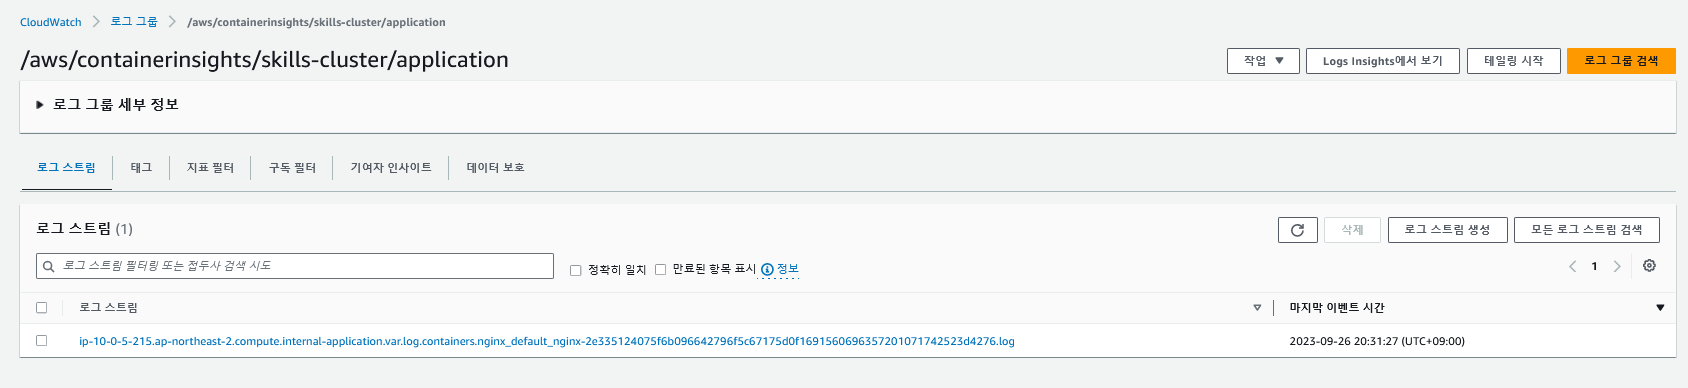 CloudWatch > 로그 그룹 > /aws/containerinsights/skills-cluster/application
/aws/containerinsights/skills-cluster/application
작업 ▼ Logs Insights에서 보기 테일링 시작 로그 그룹 검색
▶ 로그 그룹 세부 정보
로그 스트림 태그 지표 필터 구독 필터 기여자 인사이트 데이터 보호
로그 스트림 (1)
삭제 로그 스트림 생성 모든 로그 스트림 검색
로그 스트림 필터링 또는 접두사 검색 시도 정확히 일치 만료된 항목 표시 정보 1
로그 스트림 마지막 이벤트 시간
ip-10-0-5-215.ap-northeast-2.compute.internal-application.var.log.containers.nginx_default_nginx-2e335124075f6b096642796f5c67175d0f1691560696357201071742523d4276.log 2023-09-26 20:31:27 (UTC+09:00)